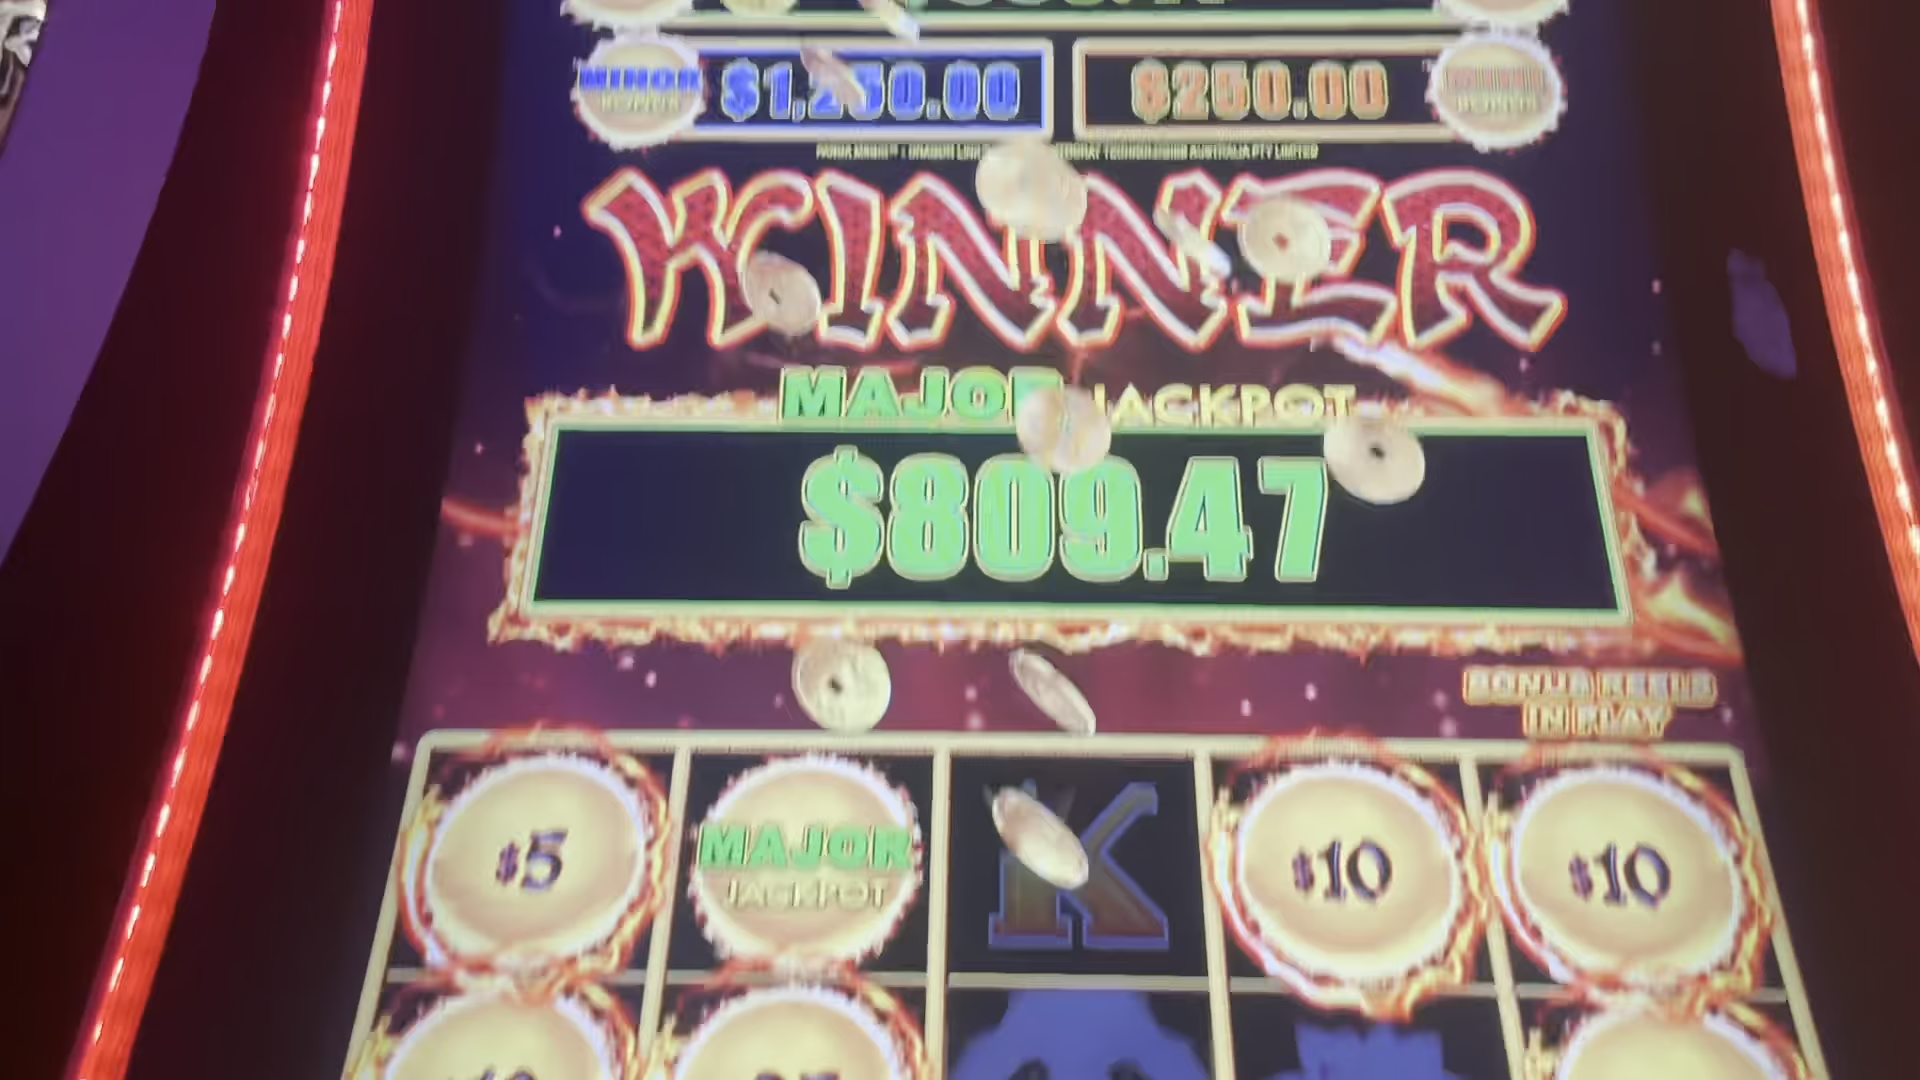 MINOR
BONUS
$1,250.00
$250.00
WINNER
MAJOR JACKPOT
$809.47
BONUS REELS
IN PLAY
$5
MAJOR
JACKPOT
K
$10
$10